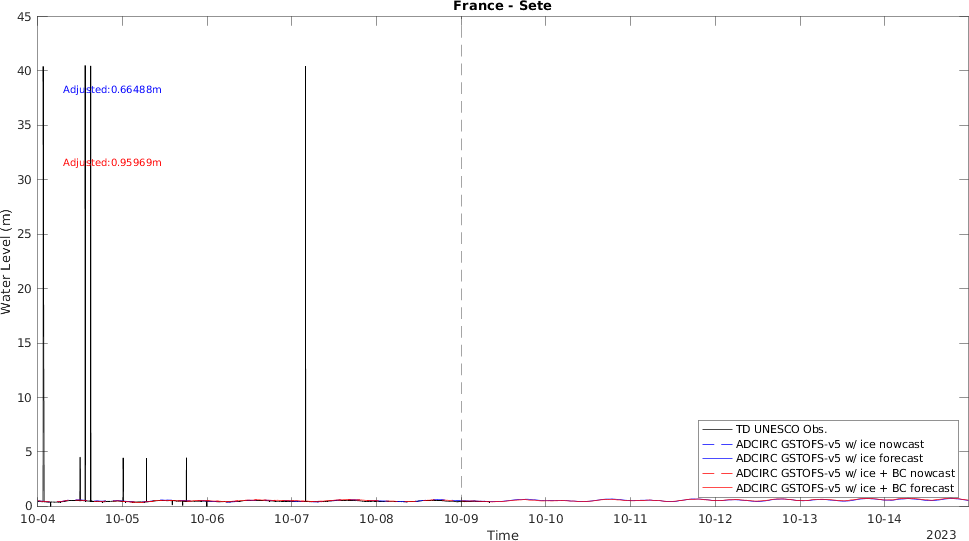 France - Sete
45
40
35
30
25
20
15
10
5
0
Water Level (m)
Adjusted:0.66488m
Adjusted:0.95969m
TD UNESCO Obs.
ADCIRC GSTOFS-v5 w/ ice nowcast
ADCIRC GSTOFS-v5 w/ ice forecast
ADCIRC GSTOFS-v5 w/ ice + BC nowcast
ADCIRC GSTOFS-v5 w/ ice + BC forecast
10-04 10-05 10-06 10-07 10-08 10-09 10-10 10-11 10-12 10-13 10-14
Time
2023